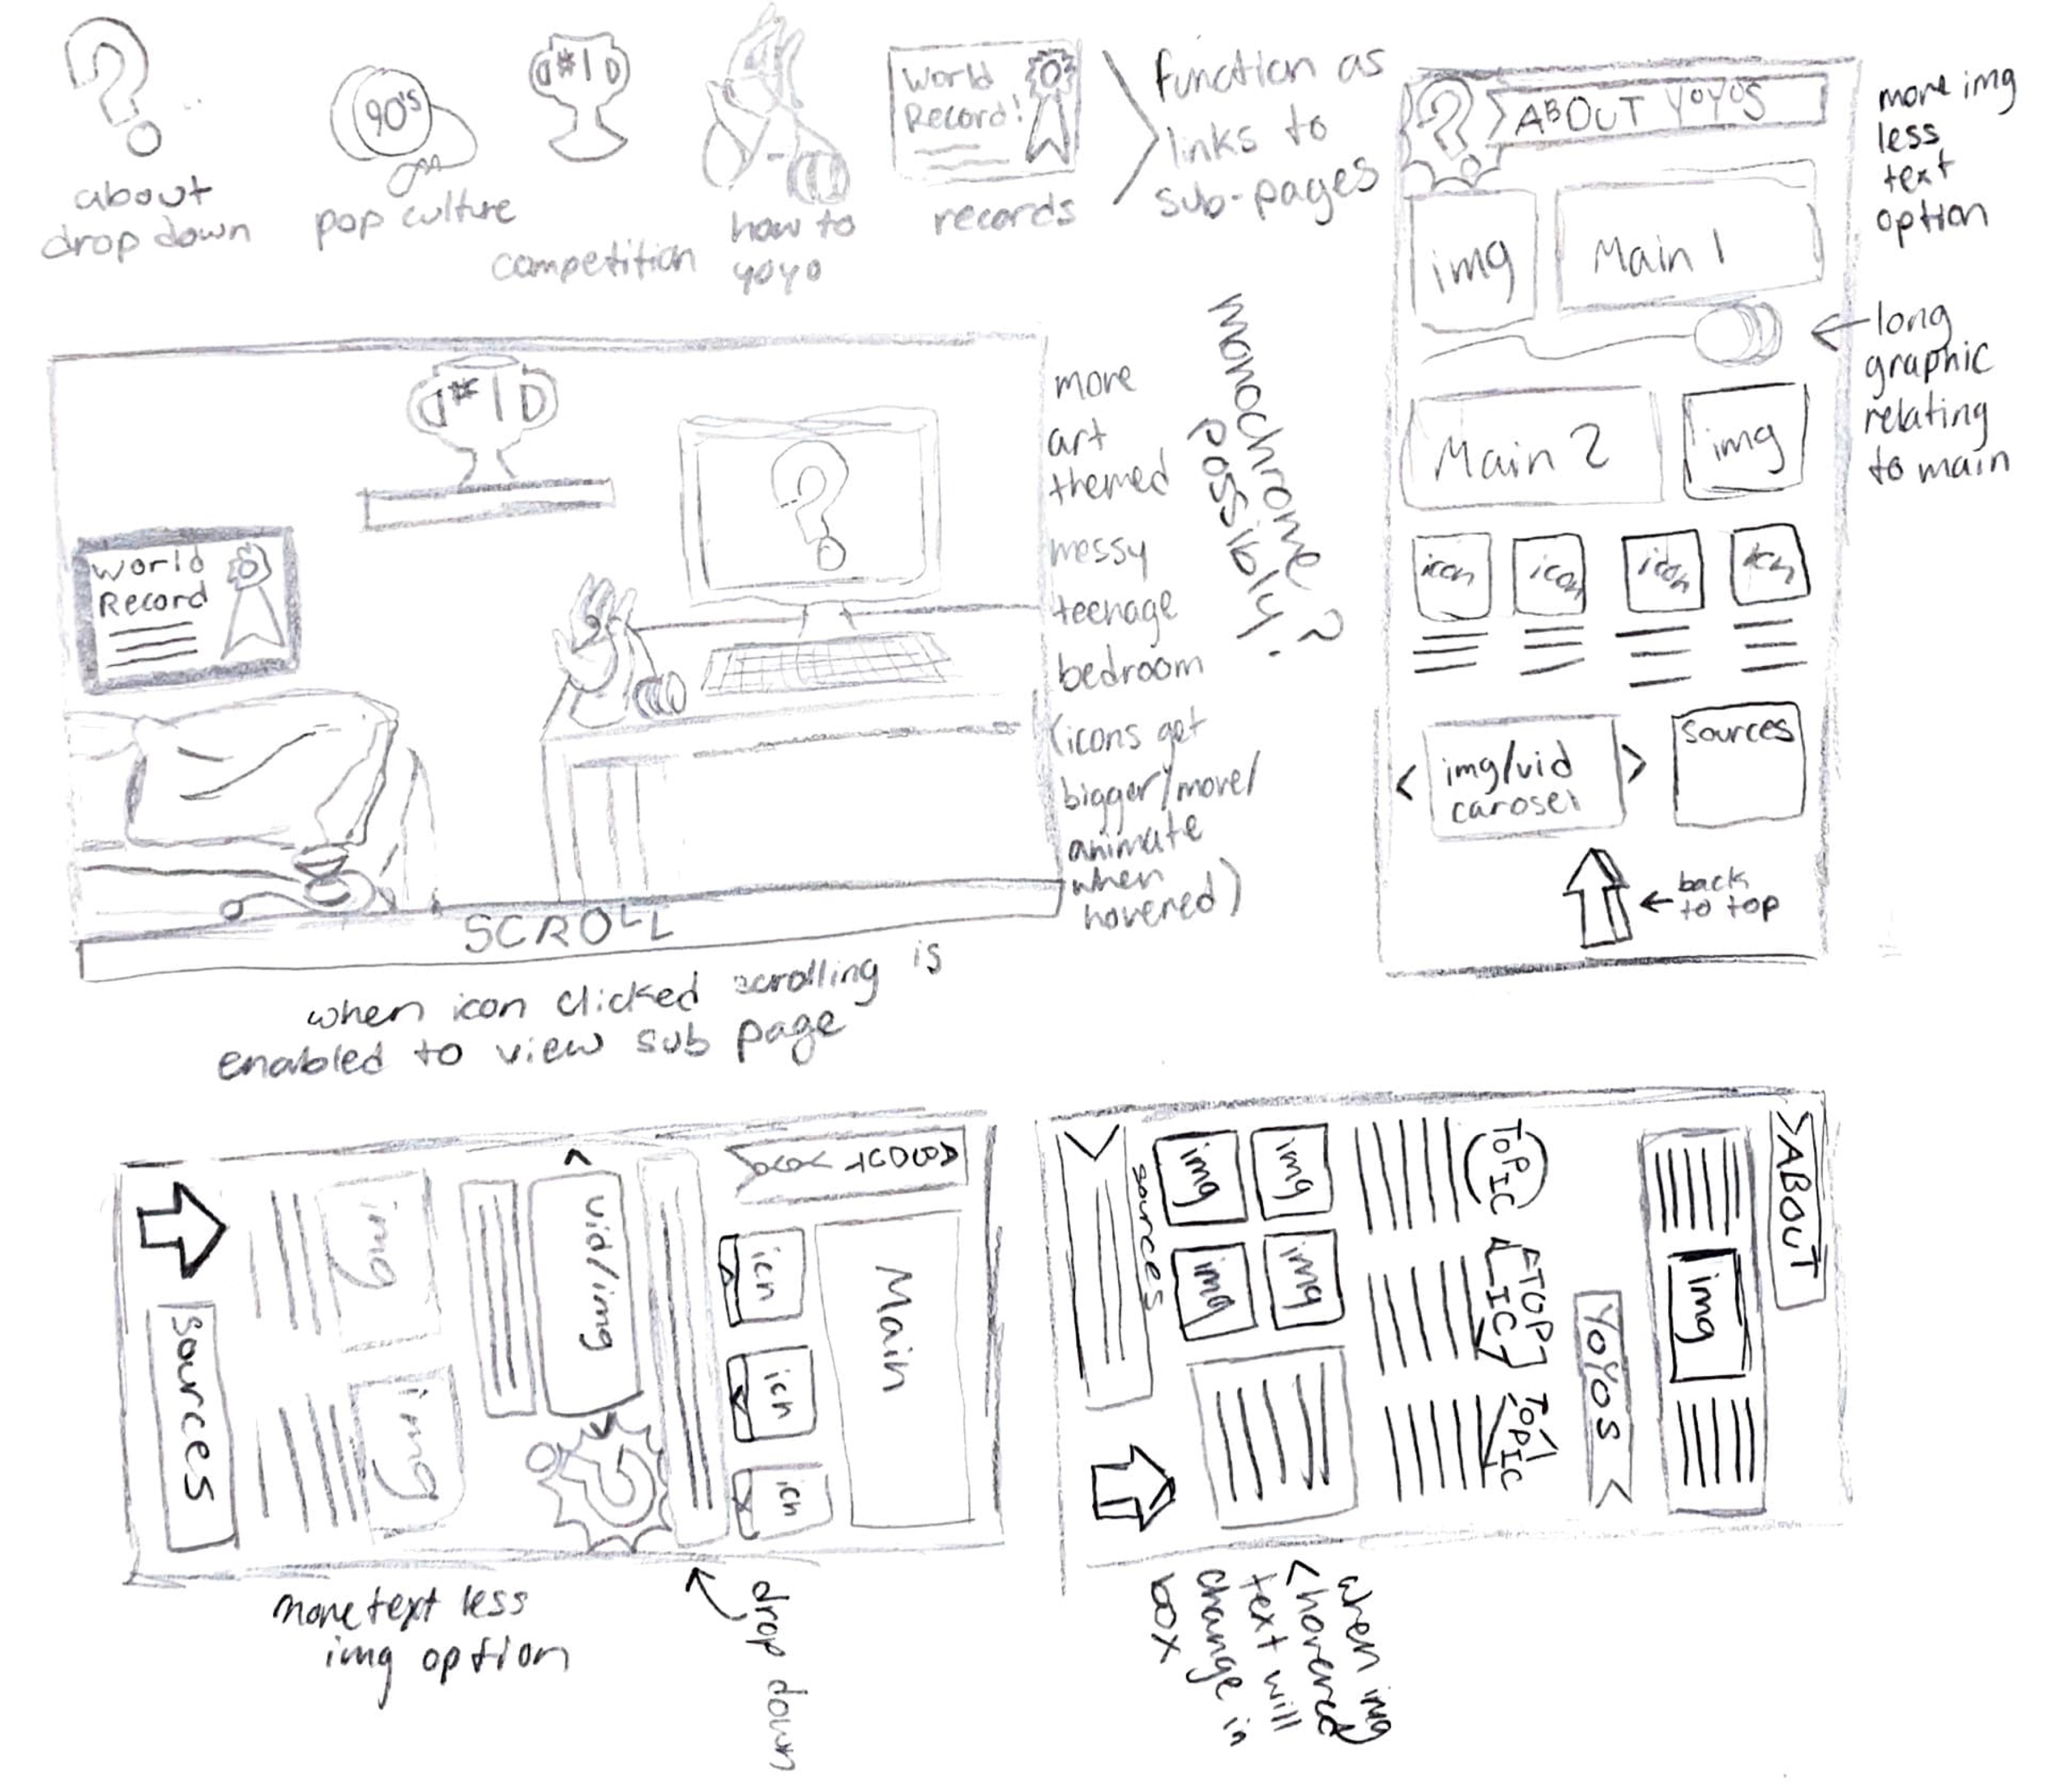 about
drop down
90's
pop culture
#1
competition
how to
yoyo
World
Record!
records
function as
links to
sub-pages
World
Record
#1
SCROLL
when icon clicked scrolling is
enabled to view sub page
more
art
themed
messy
teenage
bedroom
(icons get
bigger/move/
animate
when
hovered)
monochrome
possibly?
ABOUT YOYOS
img
Main 1
Main 2
img
icon
icon
icon
icn
img/vid
carosel
sources
back
to top
more img
less
text
option
long
graphic
relating
to main
ABOUT YOYO
Main
icn
icn
icn
vid/img
img
img
sources
more text less
img option
drop down
ABOUT
img
YOYOS
TOPIC
TOP
IC
TOPIC
img
img
img
img
sources
when img
hovered
text will
change in
box